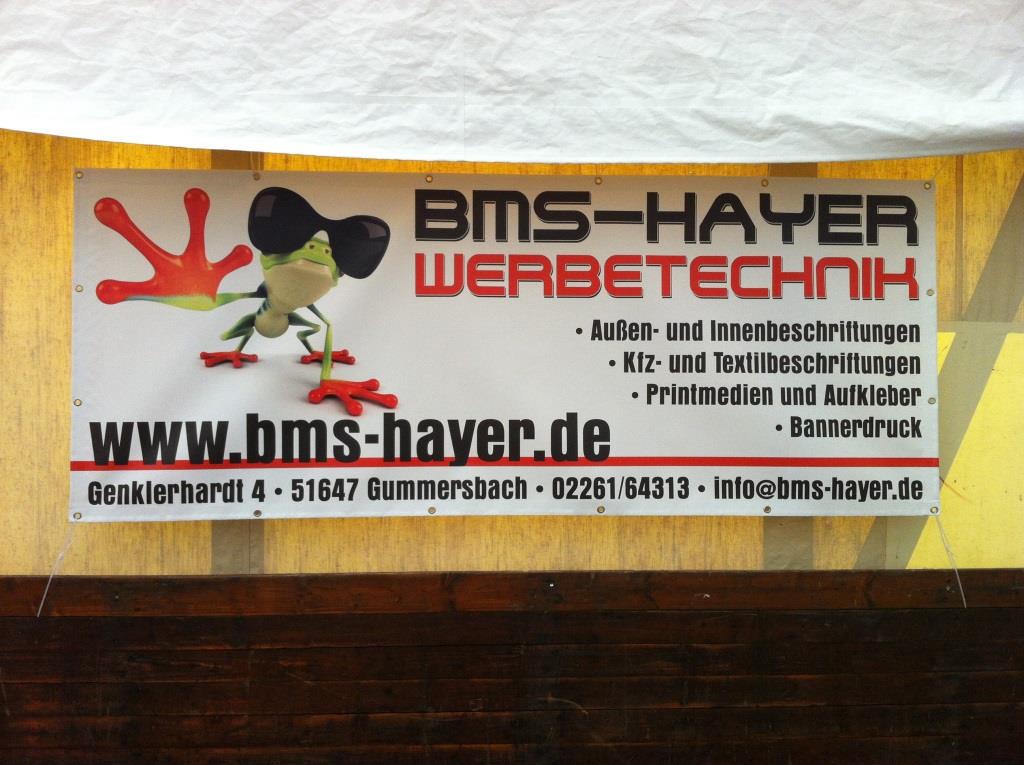 BMS-HAYER
WERBETECHNIK
• Außen- und Innenbeschriftungen
• Kfz- und Textilbeschriftungen
• Printmedien und Aufkleber
• Bannerdruck
www.bms-hayer.de
Genklerhardt 4 • 51647 Gummersbach • 02261/64313 • info@bms-hayer.de